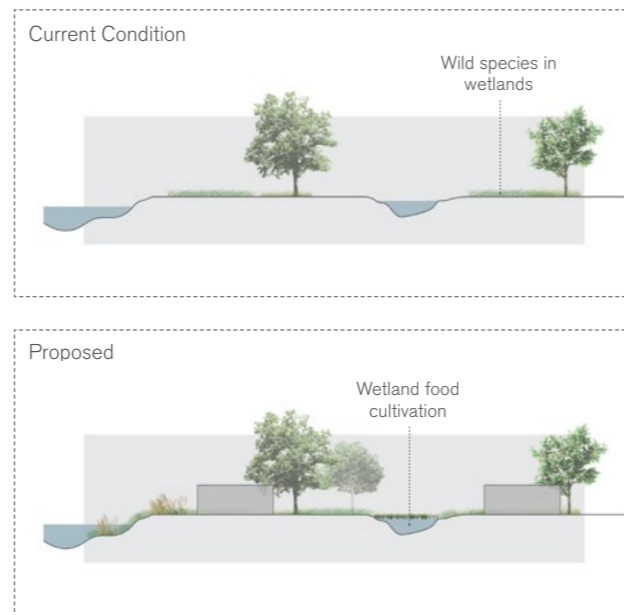 Current Condition
Wild species in
wetlands
Proposed
Wetland food
cultivation